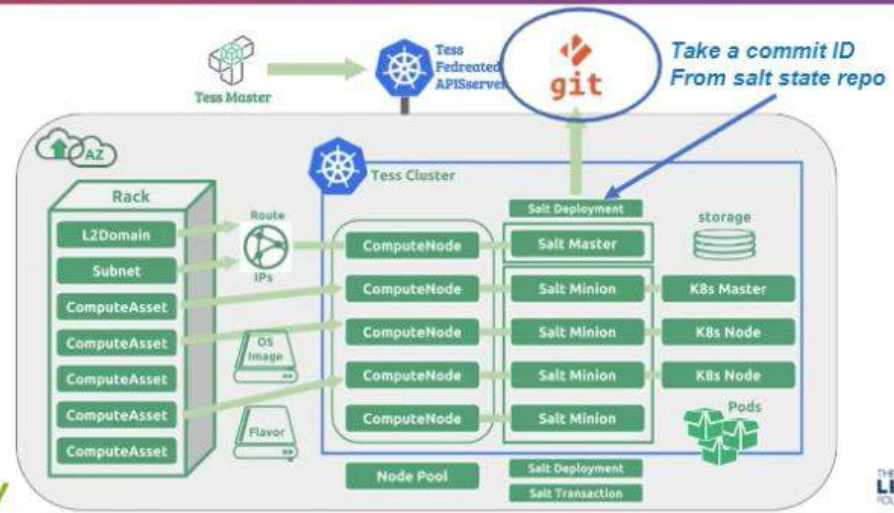 Tess Master
Tess
Fedreated
APISserver
git
Take a commit ID
From salt state repo
AZ
Tess Cluster
Rack
L2Domain
Subnet
ComputeAsset
ComputeAsset
ComputeAsset
ComputeAsset
ComputeAsset
Route
IPs
OS
Image
Flavor
ComputeNode
ComputeNode
ComputeNode
ComputeNode
ComputeNode
Node Pool
Salt Deployment
Salt Master
Salt Minion
Salt Minion
Salt Minion
Salt Minion
Salt Deployment
Salt Transaction
storage
K8s Master
K8s Node
K8s Node
Pods